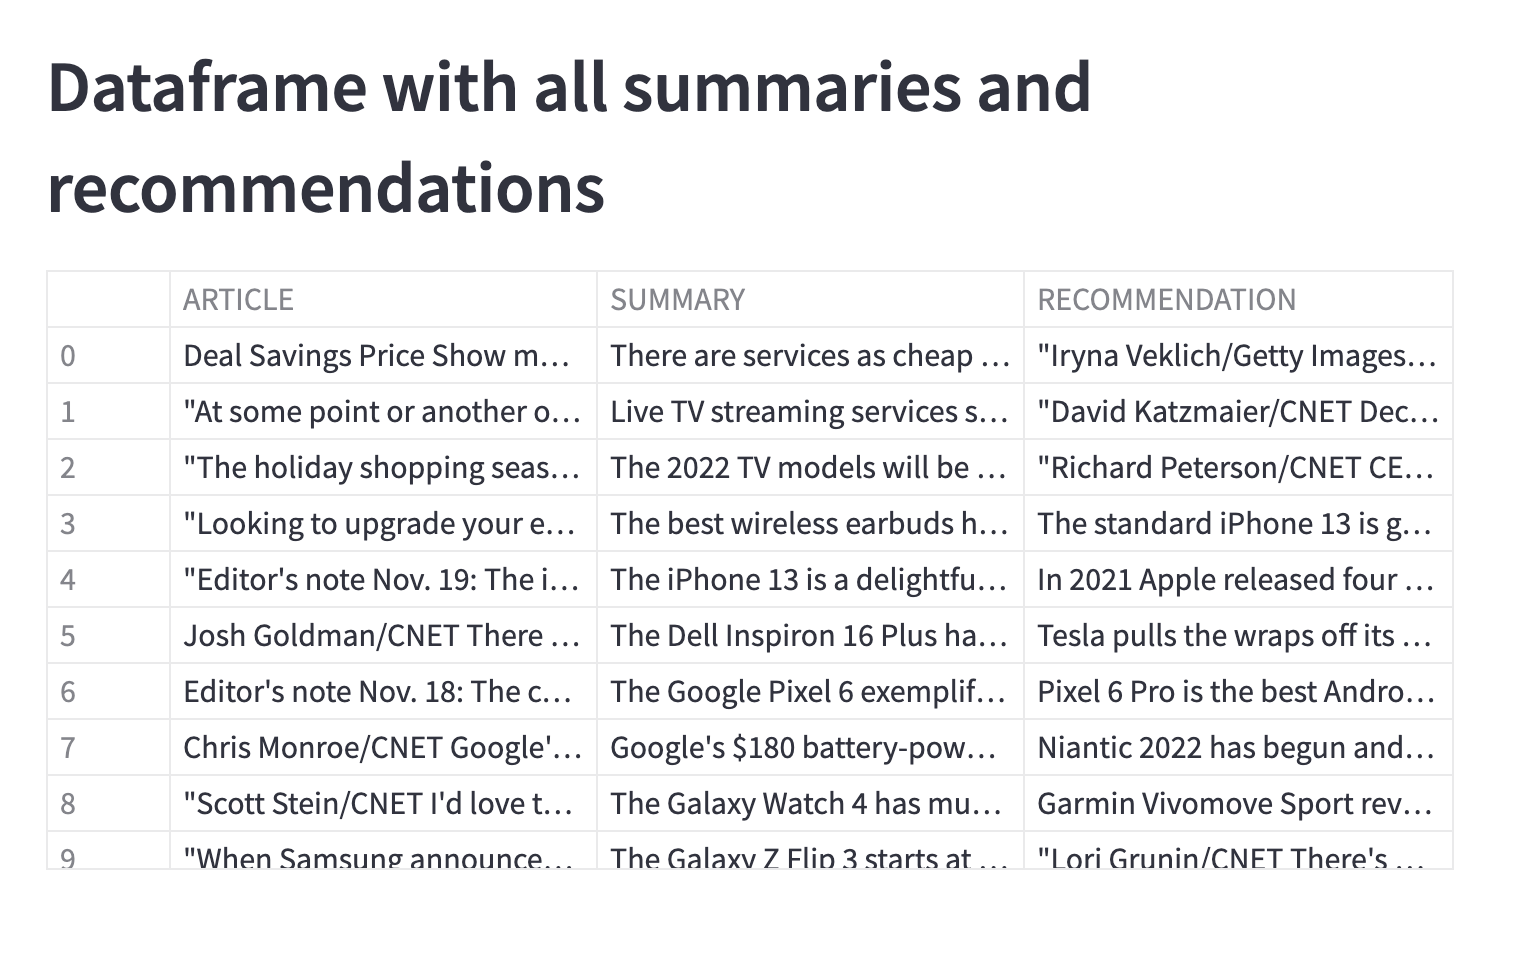 Dataframe with all summaries and
recommendations
ARTICLE SUMMARY RECOMMENDATION
0 Deal Savings Price Show m… There are services as cheap … "Iryna Veklich/Getty Images…
1 "At some point or another o… Live TV streaming services s… "David Katzmaier/CNET Dec…
2 "The holiday shopping seas… The 2022 TV models will be … "Richard Peterson/CNET CE…
3 "Looking to upgrade your e… The best wireless earbuds h… The standard iPhone 13 is g…
4 "Editor's note Nov. 19: The i… The iPhone 13 is a delightfu… In 2021 Apple released four …
5 Josh Goldman/CNET There … The Dell Inspiron 16 Plus ha… Tesla pulls the wraps off its …
6 Editor's note Nov. 18: The c… The Google Pixel 6 exemplif… Pixel 6 Pro is the best Andro…
7 Chris Monroe/CNET Google'… Google's $180 battery-pow… Niantic 2022 has begun and…
8 "Scott Stein/CNET I'd love t… The Galaxy Watch 4 has mu… Garmin Vivomove Sport rev…
9 "When Samsung announce… The Galaxy Z Flip 3 starts at … "Lori Grunin/CNET There's …